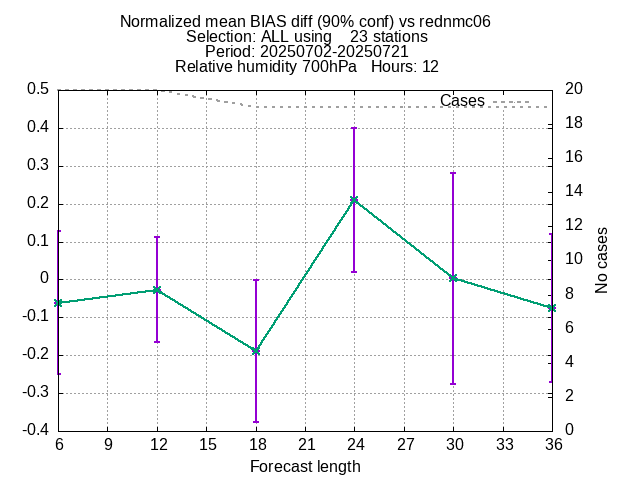 Normalized mean BIAS diff (90% conf) vs rednmc06
Selection: ALL using    23 stations
Period: 20250702-20250721
Relative humidity 700hPa   Hours: 12
Cases
0.5
0.4
0.3
0.2
0.1
0
-0.1
-0.2
-0.3
-0.4
20
18
16
14
12
10
8
6
4
2
0
No cases
6 9 12 15 18 21 24 27 30 33 36
Forecast length